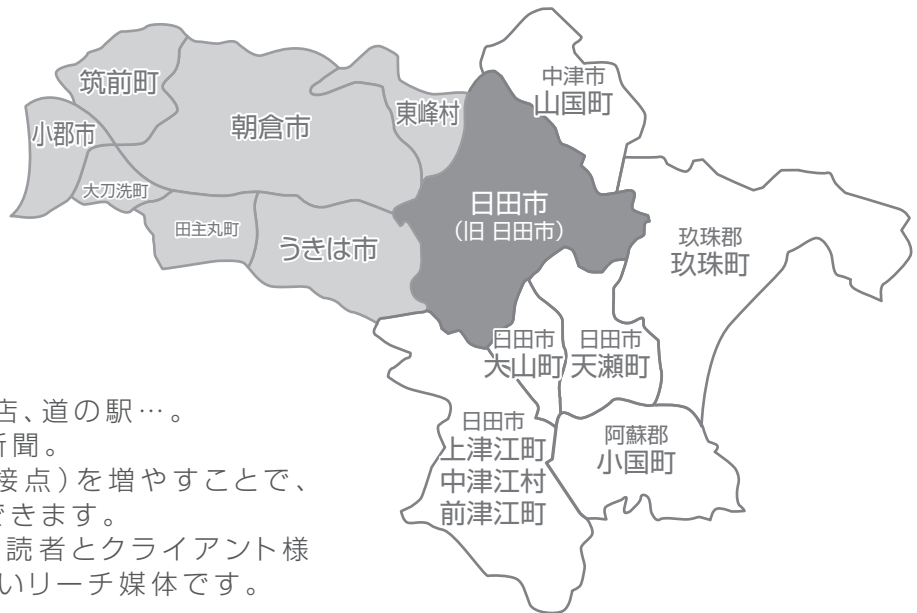 筑前町
小郡市
朝倉市
東峰村
中津市
山国町
大刀洗町
田主丸町
うきは市
日田市
（旧 日田市）
玖珠郡
玖珠町
日田市
大山町
日田市
天瀬町
日田市
上津江町
中津江村
前津江町
阿蘇郡
小国町
店、道の駅…。
新聞。
接点）を増やすことで、
できます。
読者とクライアント様
いリーチ媒体です。